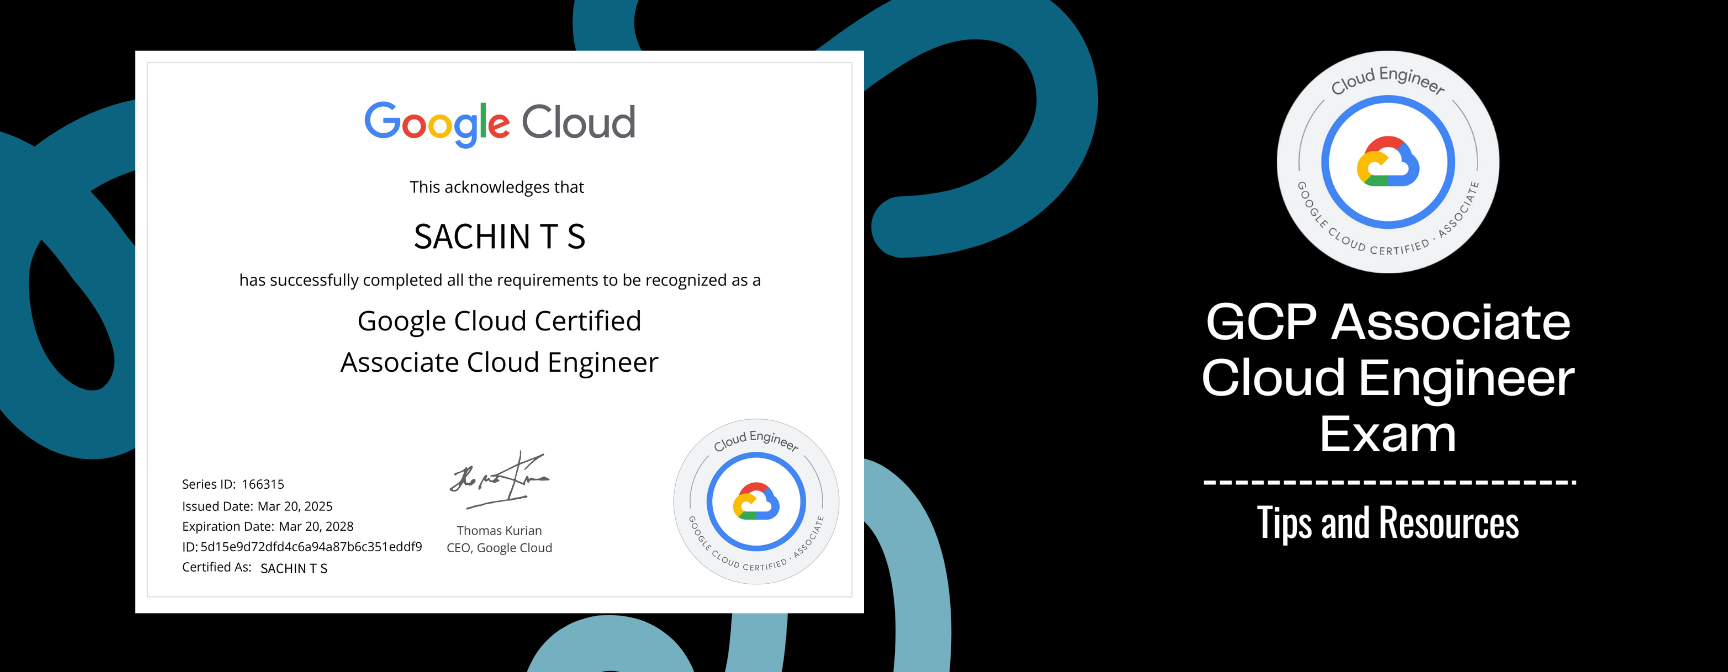 Google Cloud
This acknowledges that
SACHIN T S
has successfully completed all the requirements to be recognized as a
Google Cloud Certified
Associate Cloud Engineer
Series ID: 166315
Issued Date: Mar 20, 2025
Expiration Date: Mar 20, 2028
ID: 5d15e9d72dfd4c6a94a87b6c351eddf9
Certified As: SACHIN T S
Thomas Kurian
CEO, Google Cloud
Cloud Engineer
GOOGLE CLOUD CERTIFIED · ASSOCIATE
Cloud Engineer
GOOGLE CLOUD CERTIFIED · ASSOCIATE
GCP Associate
Cloud Engineer
Exam
Tips and Resources